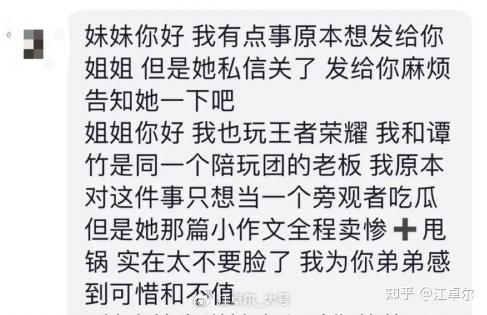 妹妹你好 我有点事原本想发给你
姐姐 但是她私信关了 发给你麻烦
告知她一下吧
姐姐你好 我也玩王者荣耀 我和谭
竹是同一个陪玩团的老板 我原本
对这件事只想当一个旁观者吃瓜
但是她那篇小作文全程卖惨➕甩
锅 实在太不要脸了 我为你弟弟感
到可惜和不值
知乎 @江卓尔